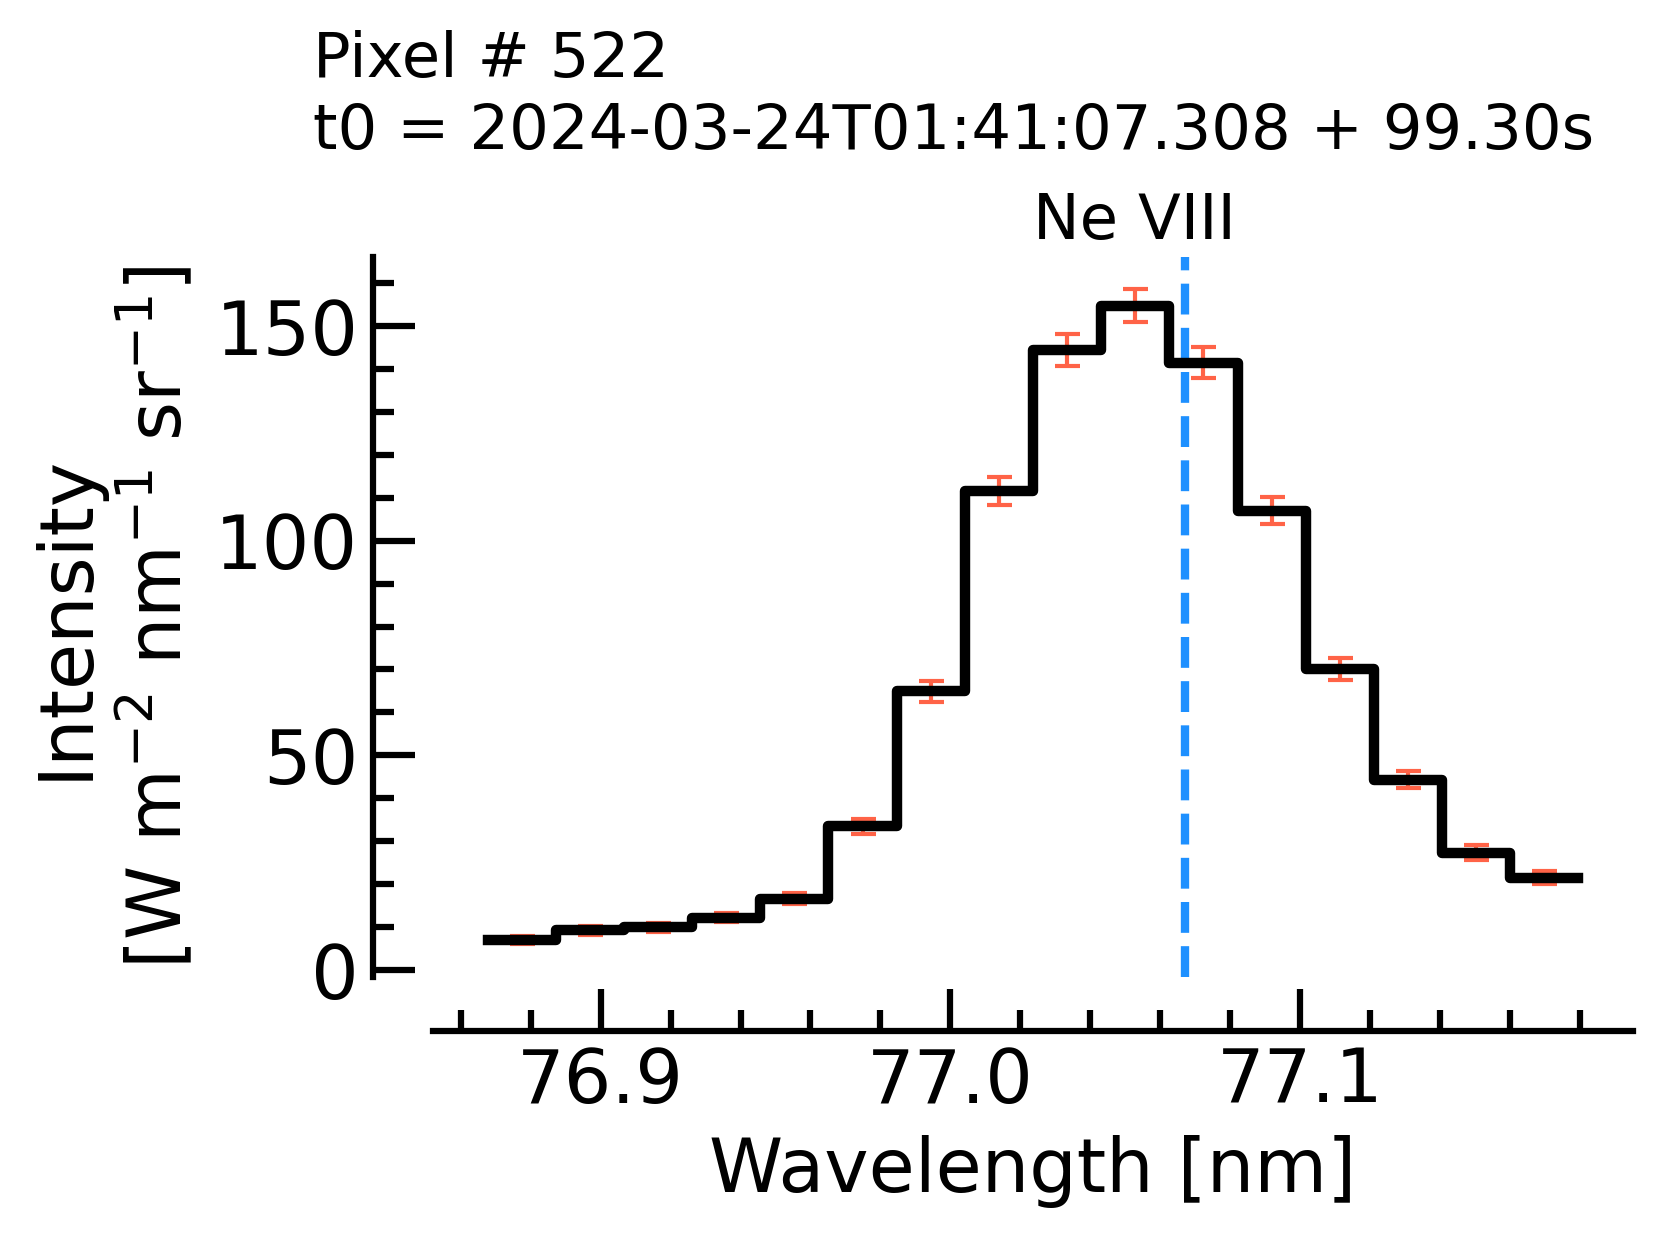 Pixel # 522
t0 = 2024-03-24T01:41:07.308 + 99.30s
Ne VIII
Intensity
[W m⁻² nm⁻¹ sr⁻¹]
150
100
50
0
76.9 77.0 77.1
Wavelength [nm]